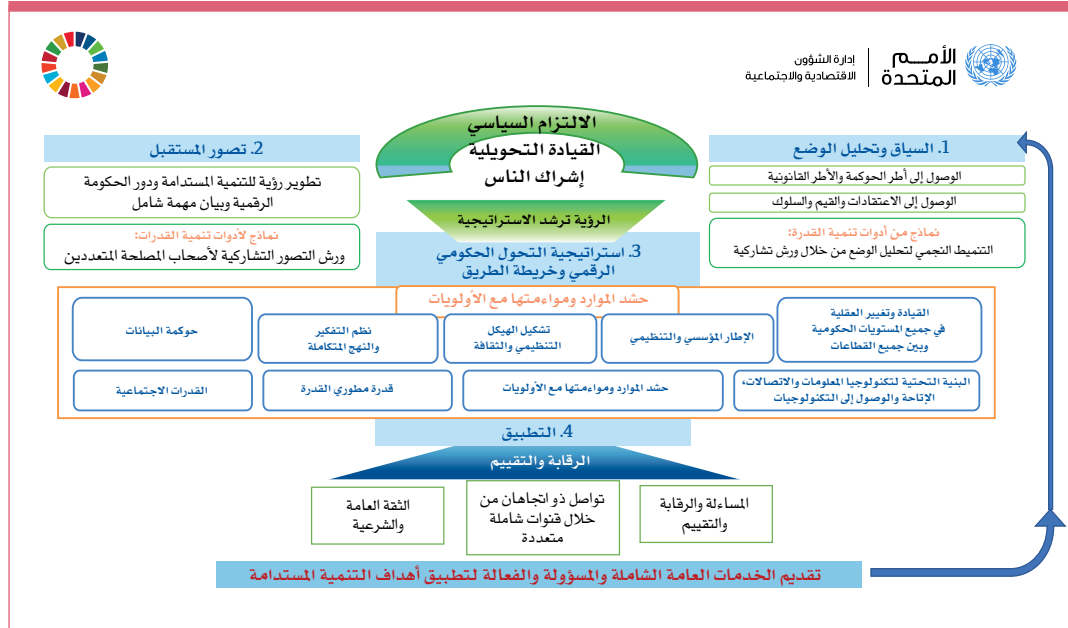 الأمم
المتحدة
إدارة الشؤون
الاقتصادية والاجتماعية
الالتزام السياسي
القيادة التحويلية
إشراك الناس
1. السياق وتحليل الوضع
الوصول إلى أطر الحوكمة والأطر القانونية
الوصول إلى الاعتقادات والقيم والسلوك
نماذج من أدوات تنمية القدرة:
التنميط النجمي لتحليل الوضع من خلال ورش تشاركية
2. تصور المستقبل
تطوير رؤية للتنمية المستدامة ودور الحكومة
الرقمية وبيان مهمة شامل
نماذج لأدوات تنمية القدرات:
ورش التصور التشاركية لأصحاب المصلحة المتعددين
الرؤية ترشد الاستراتيجية
3. استراتيجية التحول الحكومي
الرقمي وخريطة الطريق
حشد الموارد ومواءمتها مع الأولويات
القيادة وتغيير العقلية
في جميع المستويات الحكومية
وبين جميع القطاعات
الإطار المؤسسي والتنظيمي
تشكيل الهيكل
التنظيمي والثقافة
نظم التفكير
والنهج المتكاملة
حوكمة البيانات
البنية التحتية لتكنولوجيا المعلومات والاتصالات،
الإتاحة والوصول إلى التكنولوجيات
حشد الموارد ومواءمتها مع الأولويات
قدرة مطوري القدرة
القدرات الاجتماعية
4. التطبيق
الرقابة والتقييم
المساءلة والرقابة
والتقييم
تواصل ذو اتجاهان من
خلال قنوات شاملة
متعددة
الثقة العامة
والشرعية
تقديم الخدمات العامة الشاملة والمسؤولة والفعالة لتطبيق أهداف التنمية المستدامة